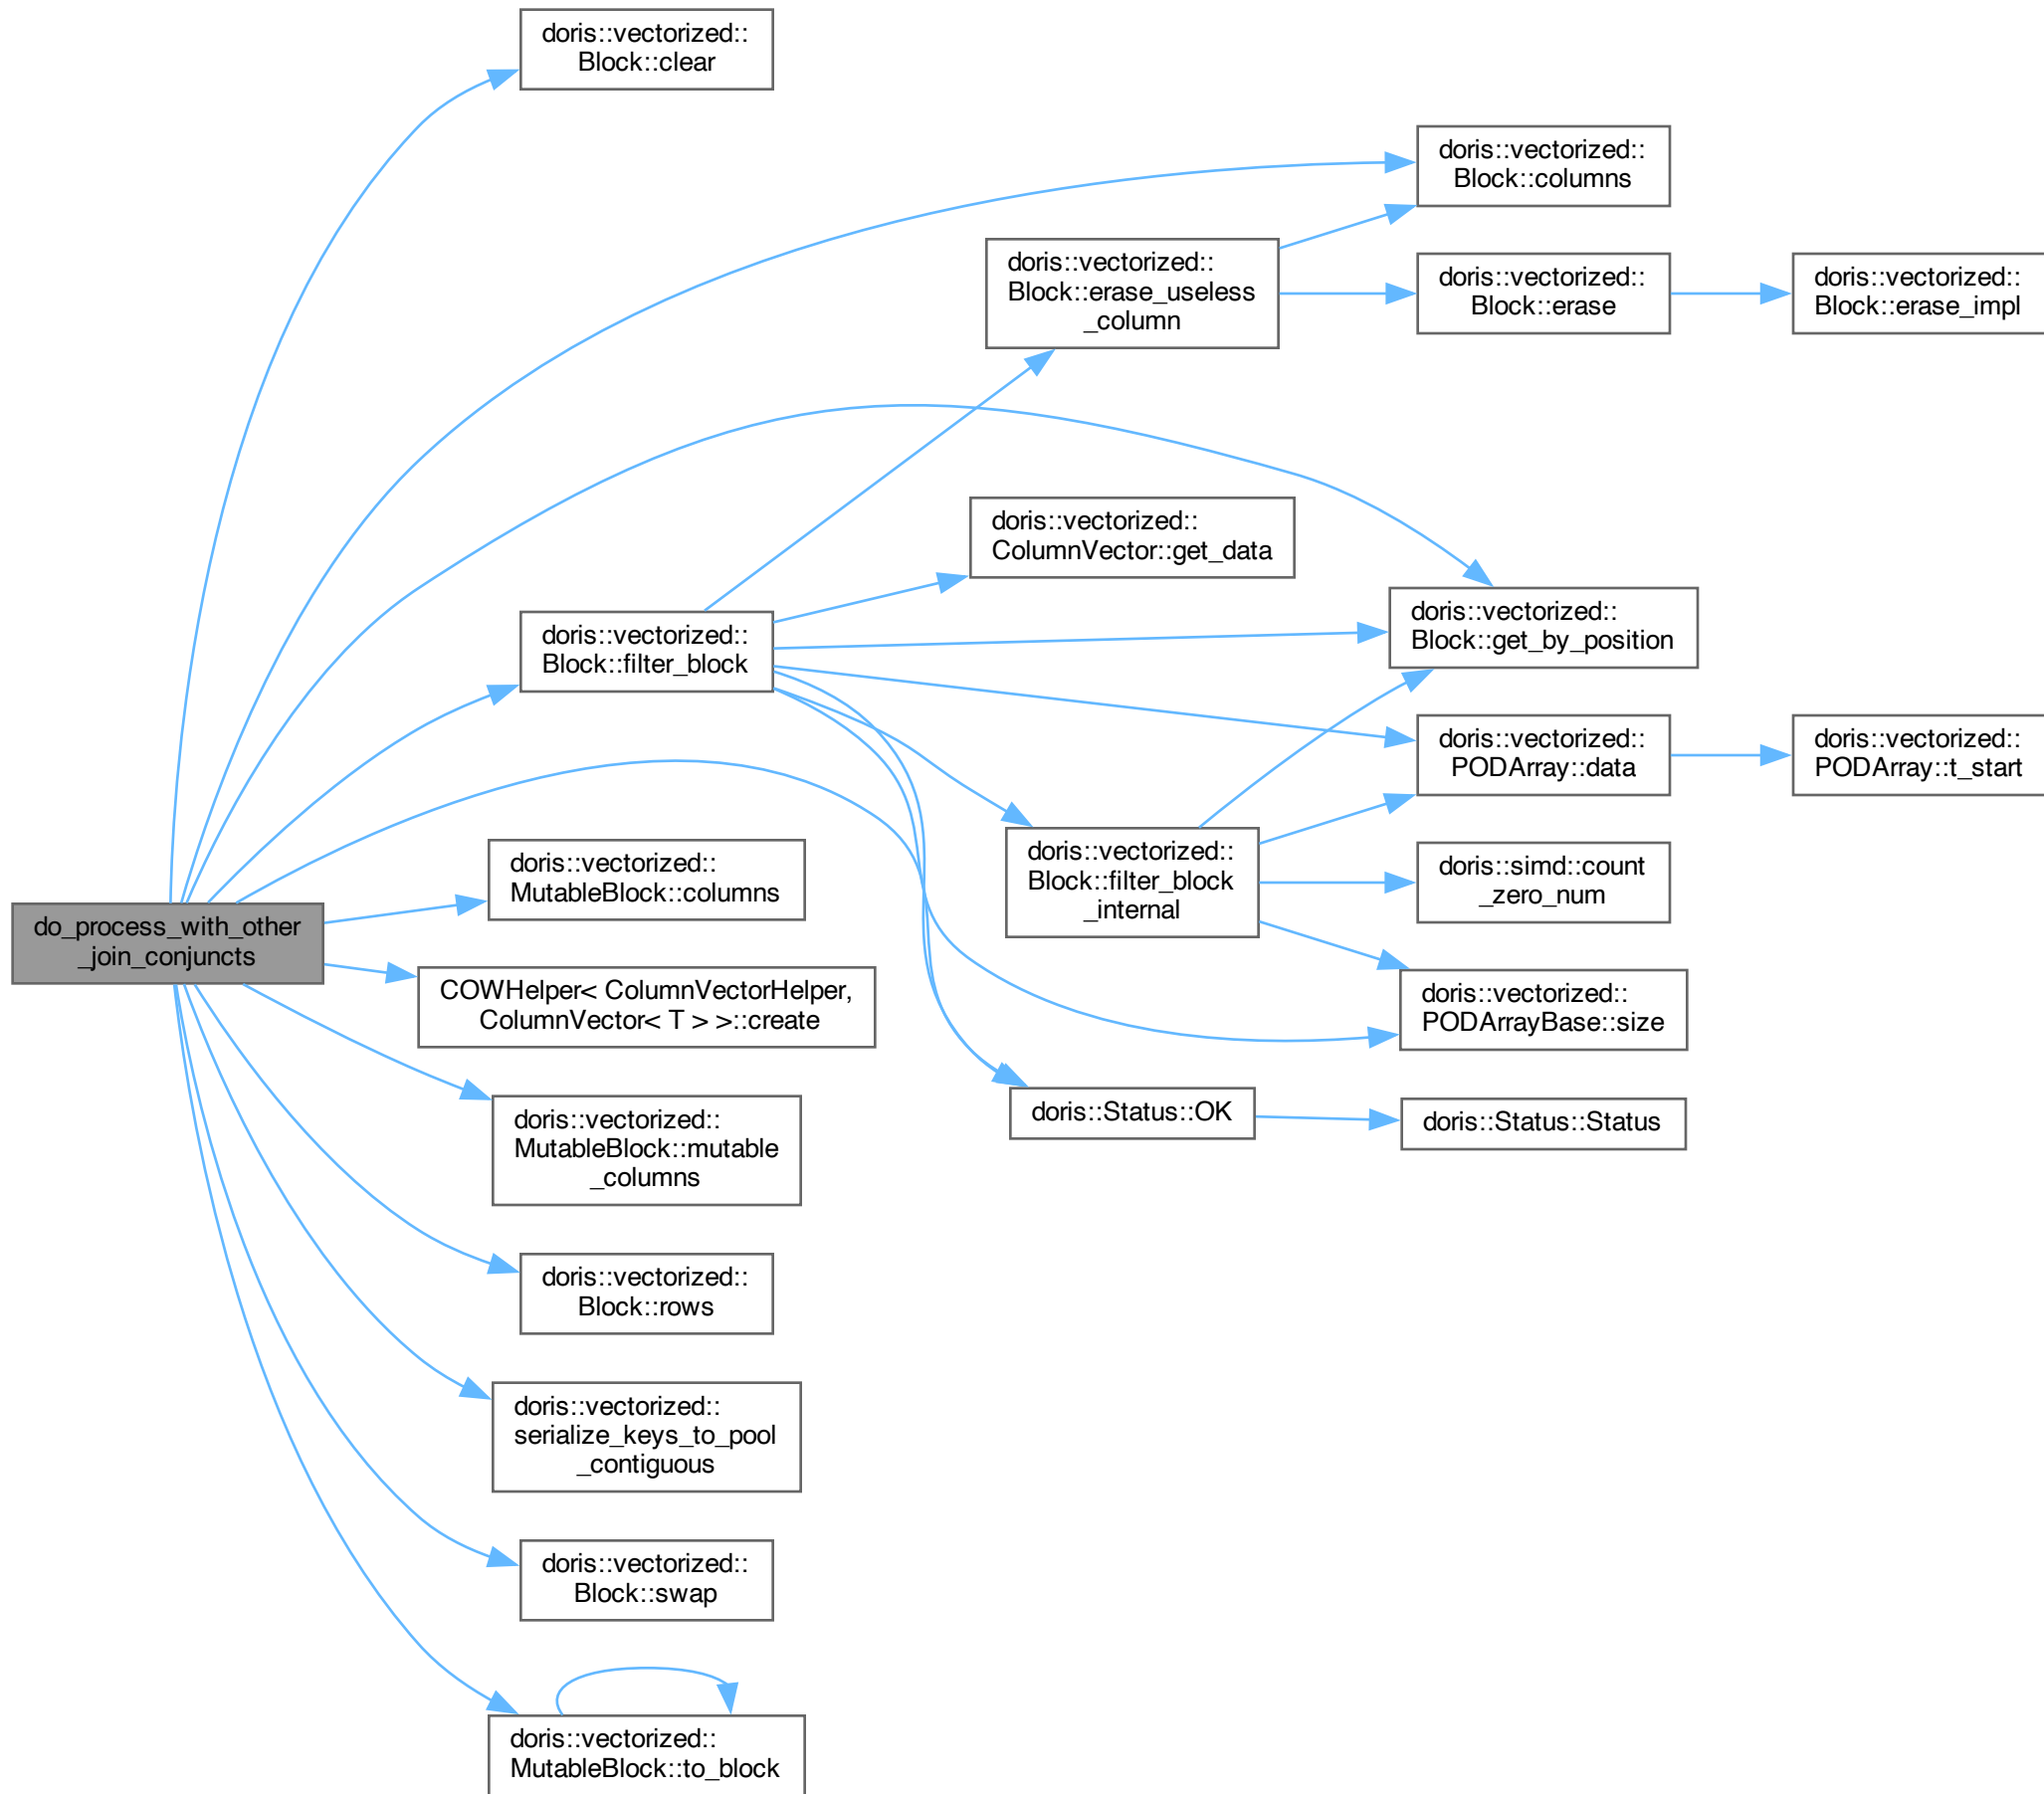 doris::vectorized::
Block::clear
doris::vectorized::
Block::columns
doris::vectorized::
Block::erase_useless
_column
doris::vectorized::
Block::erase
doris::vectorized::
Block::erase_impl
doris::vectorized::
ColumnVector::get_data
doris::vectorized::
Block::get_by_position
doris::vectorized::
Block::filter_block
doris::vectorized::
PODArray::data
doris::vectorized::
PODArray::t_start
doris::vectorized::
Block::filter_block
_internal
doris::simd::count
_zero_num
doris::vectorized::
MutableBlock::columns
do_process_with_other
_join_conjuncts
COWHelper< ColumnVectorHelper,
ColumnVector< T > >::create
doris::vectorized::
PODArrayBase::size
doris::Status::OK
doris::Status::Status
doris::vectorized::
MutableBlock::mutable
_columns
doris::vectorized::
Block::rows
doris::vectorized::
serialize_keys_to_pool
_contiguous
doris::vectorized::
Block::swap
doris::vectorized::
MutableBlock::to_block